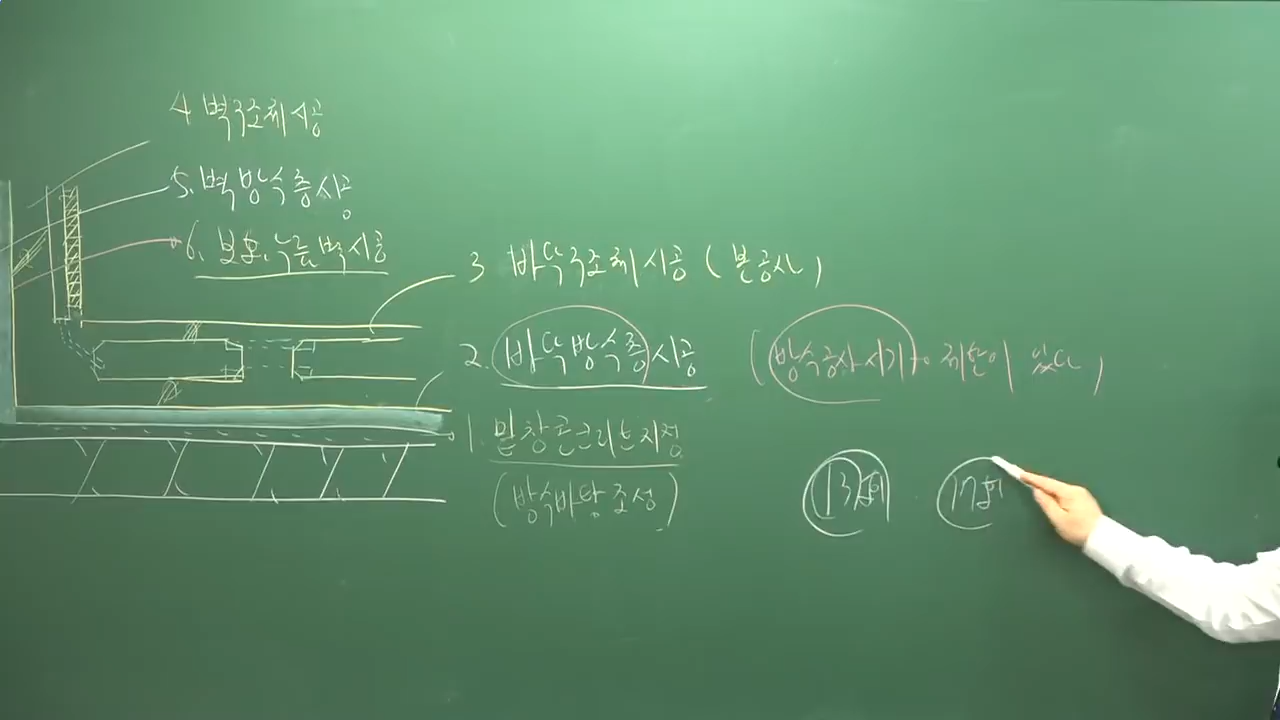 4 벽구조체시공
5. 벽방수층시공
6. 보호누름벽시공
3 바닥구조체시공 (본공사)
2. 바닥방수층시공 (방수공사시기가 제한이 있다)
1. 밑창콘크리트지정
(방수바탕조성)
13회 17회